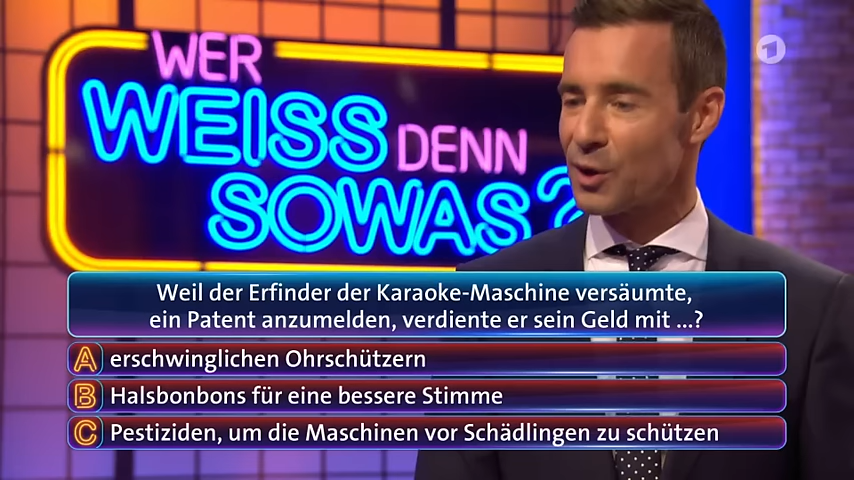 WER
WEISS DENN
SOWAS?
1
Weil der Erfinder der Karaoke-Maschine versäumte,
ein Patent anzumelden, verdiente er sein Geld mit ...?
A erschwinglichen Ohrschützern
B Halsbonbons für eine bessere Stimme
C Pestiziden, um die Maschinen vor Schädlingen zu schützen